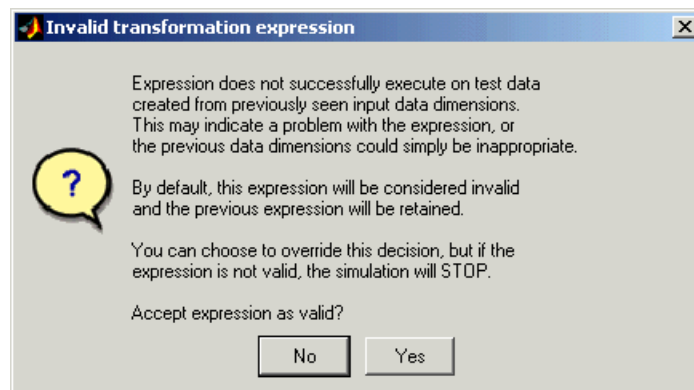 Invalid transformation expression
Expression does not successfully execute on test data
created from previously seen input data dimensions.
This may indicate a problem with the expression, or
the previous data dimensions could simply be inappropriate.
?
By default, this expression will be considered invalid
and the previous expression will be retained.
You can choose to override this decision, but if the
expression is not valid, the simulation will STOP.
Accept expression as valid?
No Yes